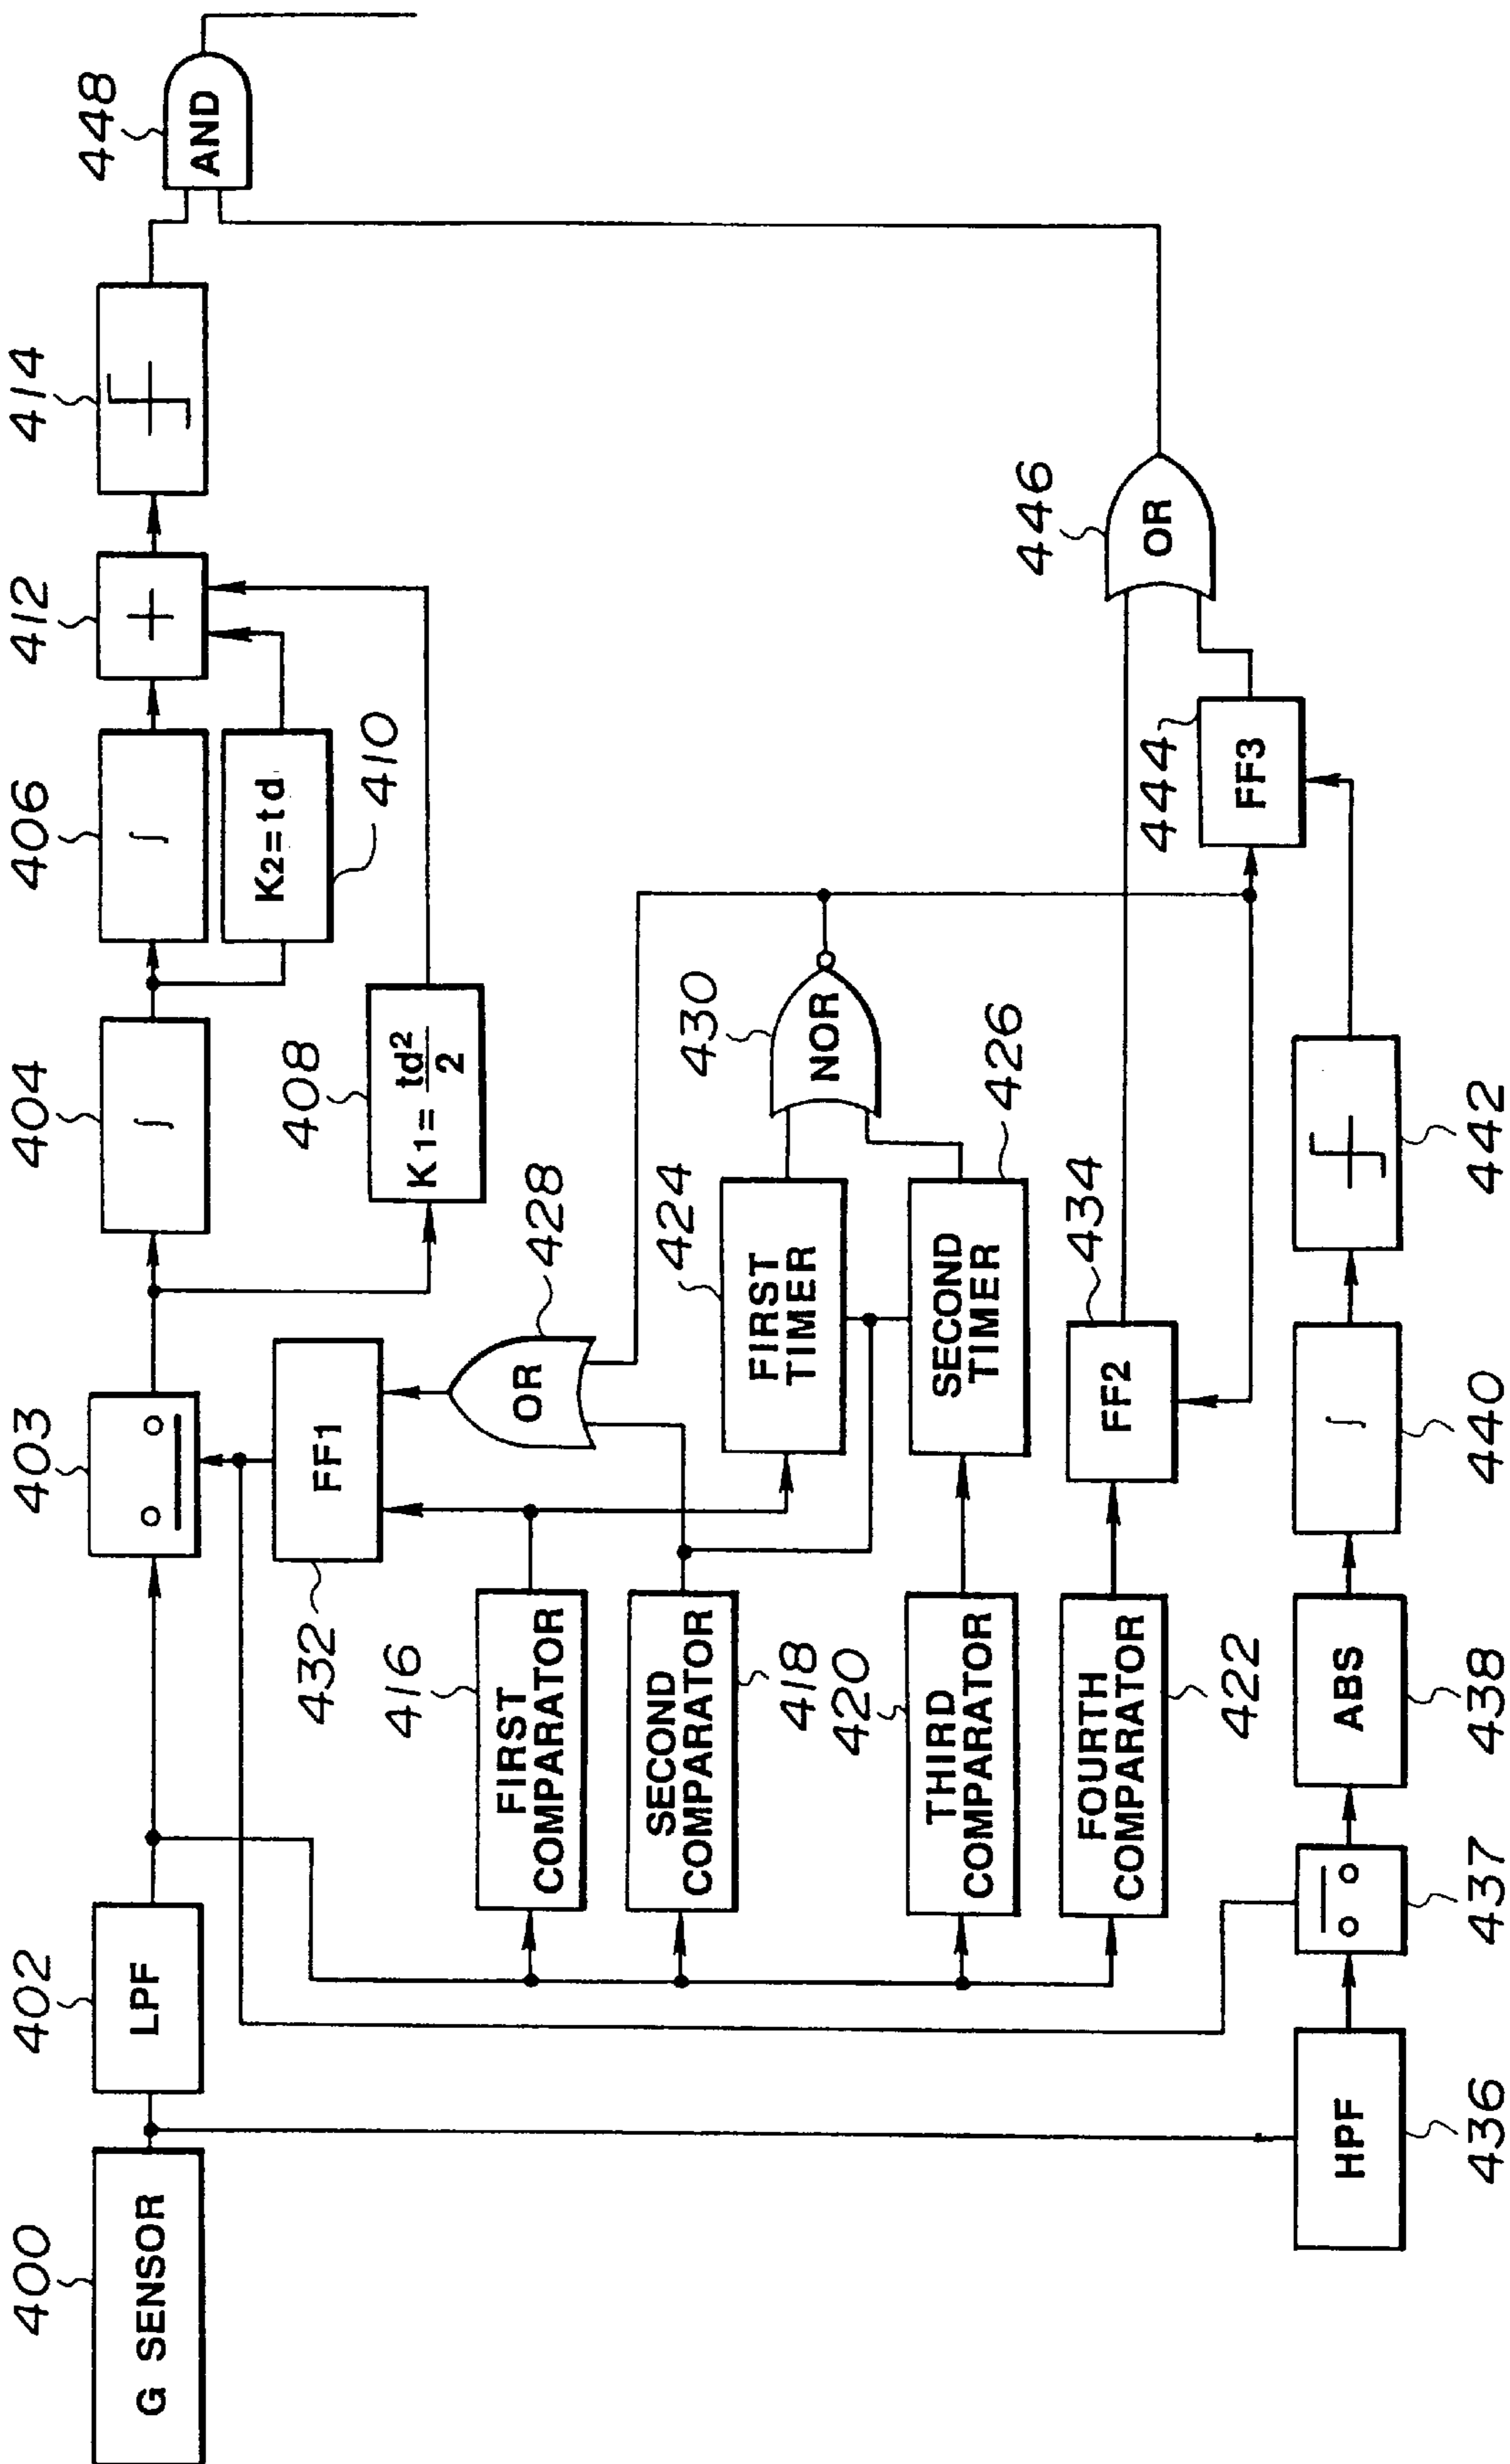 400
G SENSOR
402
LPF
403
404
∫
406
∫
412
+
414
448
AND
408
K1= td²/2
K2=td
410
432
FF1
428
OR
416
FIRST
COMPARATOR
SECOND
COMPARATOR
418
424
FIRST
TIMER
430
NOR
420
THIRD
COMPARATOR
SECOND
TIMER
426
FOURTH
COMPARATOR
422
434
FF2
446
OR
444
FF3
HPF
436
437
ABS
438
∫
440
442